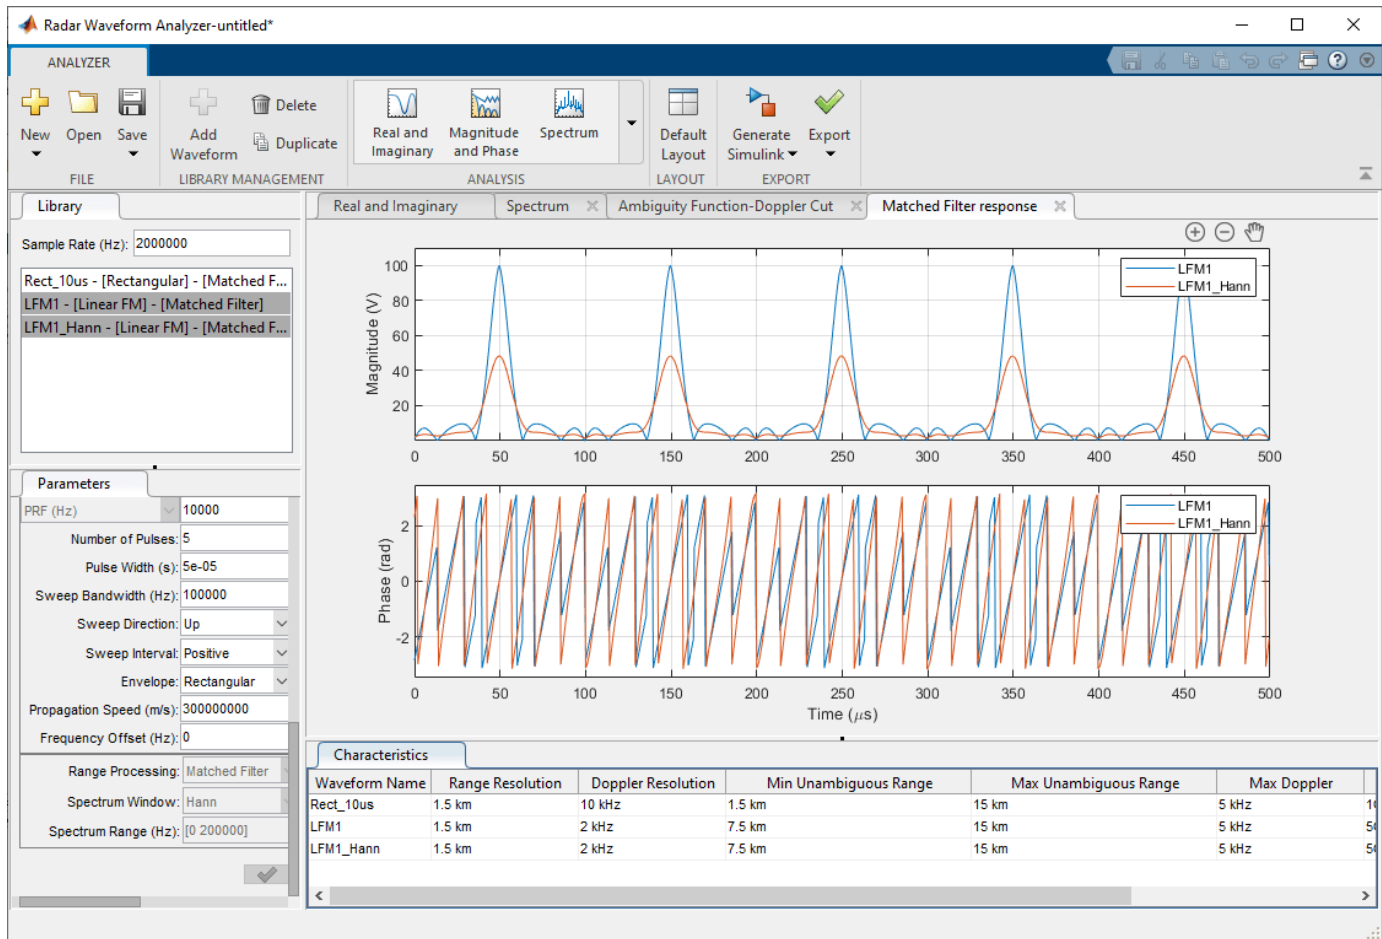 Radar Waveform Analyzer-untitled*
ANALYZER
New
Open
Save
Add
Waveform
Delete
Duplicate
Real and
Imaginary
Magnitude
and Phase
Spectrum
Default
Layout
Generate
Simulink
Export
FILE
LIBRARY MANAGEMENT
ANALYSIS
LAYOUT
EXPORT
Library
Sample Rate (Hz): 2000000
Rect_10us - [Rectangular] - [Matched F...
LFM1 - [Linear FM] - [Matched Filter]
LFM1_Hann - [Linear FM] - [Matched F...
Parameters
PRF (Hz) 10000
Number of Pulses: 5
Pulse Width (s): 5e-05
Sweep Bandwidth (Hz): 100000
Sweep Direction: Up
Sweep Interval: Positive
Envelope: Rectangular
Propagation Speed (m/s): 300000000
Frequency Offset (Hz): 0
Range Processing: Matched Filter
Spectrum Window: Hann
Spectrum Range (Hz): [0 200000]
Real and Imaginary Spectrum Ambiguity Function-Doppler Cut Matched Filter response
Magnitude (V)
100
80
60
40
20
0 50 100 150 200 250 300 350 400 450 500
LFM1
LFM1_Hann
Phase (rad)
2
0
-2
0 50 100 150 200 250 300 350 400 450 500
Time (μs)
LFM1
LFM1_Hann
Characteristics
Waveform Name Range Resolution Doppler Resolution Min Unambiguous Range Max Unambiguous Range Max Doppler
Rect_10us 1.5 km 10 kHz 1.5 km 15 km 5 kHz
LFM1 1.5 km 2 kHz 7.5 km 15 km 5 kHz
LFM1_Hann 1.5 km 2 kHz 7.5 km 15 km 5 kHz